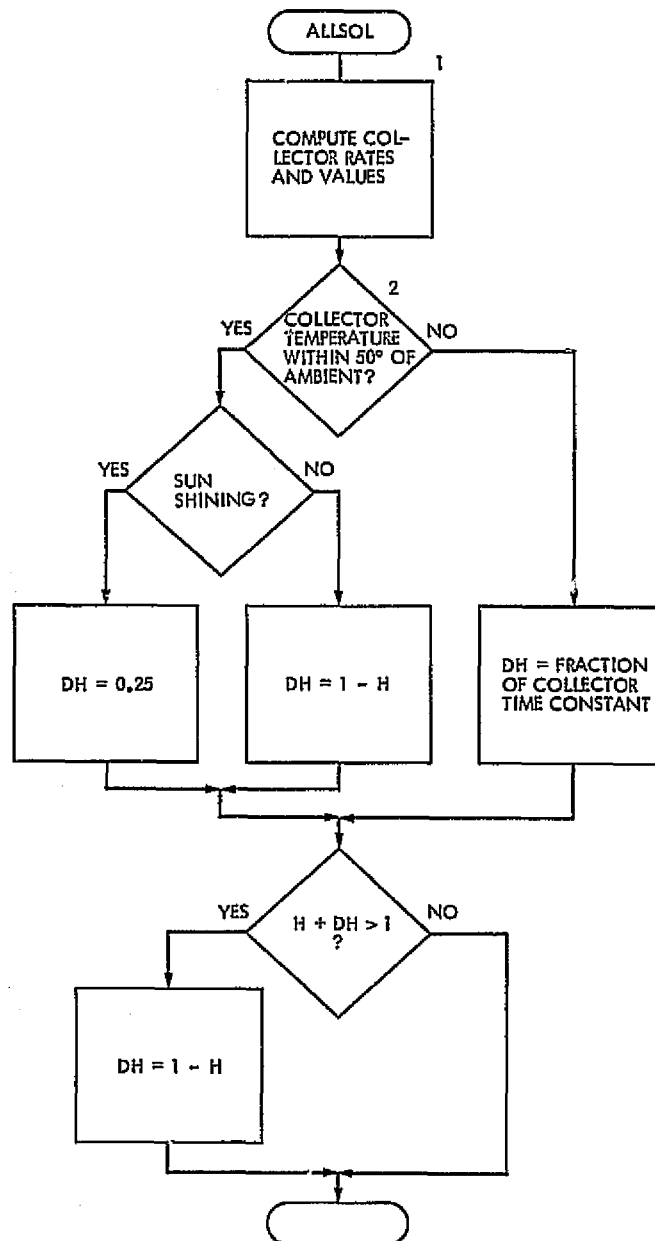 ALLSOL
1
COMPUTE COL-
LECTOR RATES
AND VALUES
2
YES
COLLECTOR
TEMPERATURE
WITHIN 50° OF
AMBIENT?
NO
YES
SUN
SHINING?
NO
DH = 0.25
DH = 1 - H
DH = FRACTION
OF COLLECTOR
TIME CONSTANT
YES
H + DH > 1
?
NO
DH = 1 - H